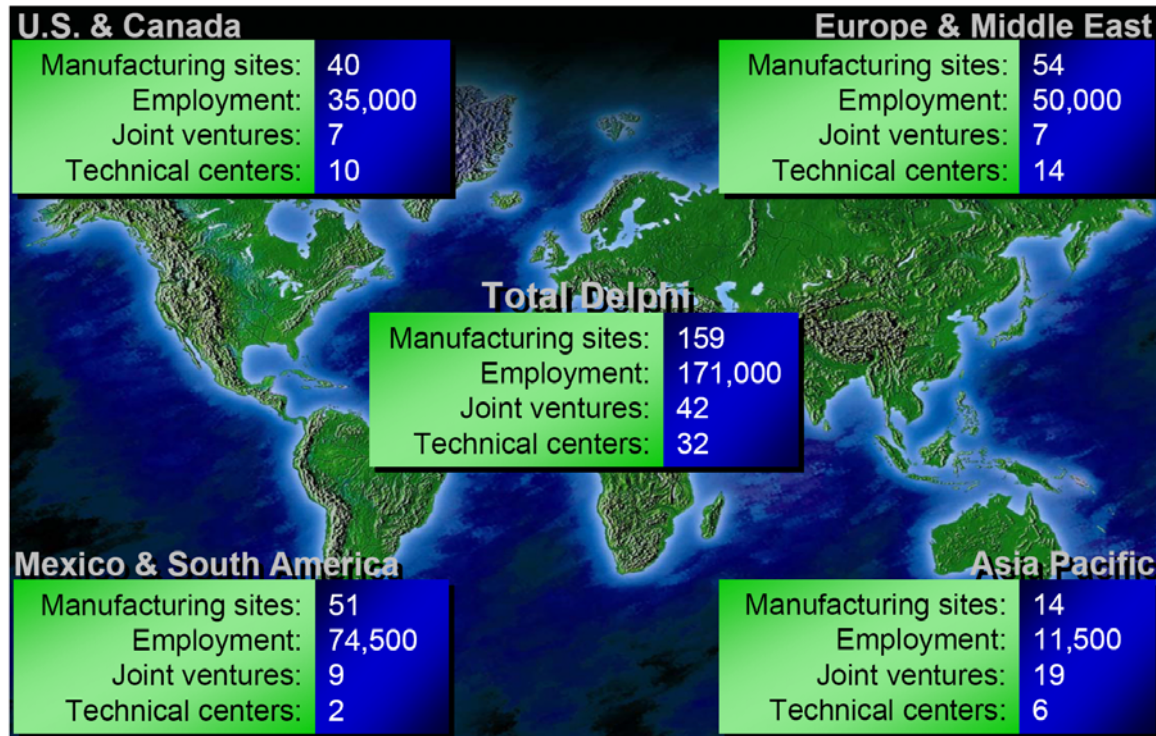 U.S. & Canada
Manufacturing sites: 40
Employment: 35,000
Joint ventures: 7
Technical centers: 10
Europe & Middle East
Manufacturing sites: 54
Employment: 50,000
Joint ventures: 7
Technical centers: 14
Total Delphi
Manufacturing sites: 159
Employment: 171,000
Joint ventures: 42
Technical centers: 32
Mexico & South America
Manufacturing sites: 51
Employment: 74,500
Joint ventures: 9
Technical centers: 2
Asia Pacific
Manufacturing sites: 14
Employment: 11,500
Joint ventures: 19
Technical centers: 6